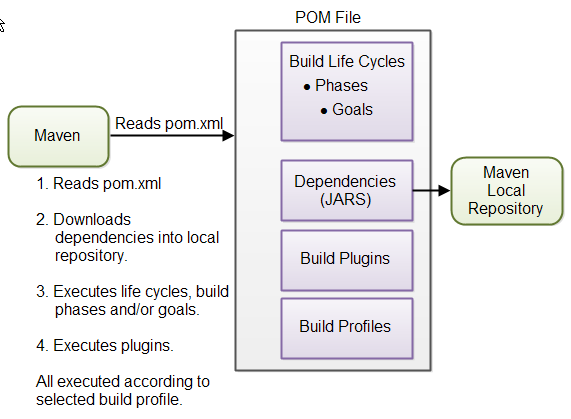 POM File
Build Life Cycles
• Phases
• Goals
Maven
Reads pom.xml
Dependencies
(JARS)
Maven
Local
Repository
Build Plugins
Build Profiles
1. Reads pom.xml
2. Downloads
dependencies into local
repository.
3. Executes life cycles, build
phases and/or goals.
4. Executes plugins.
All executed according to
selected build profile.